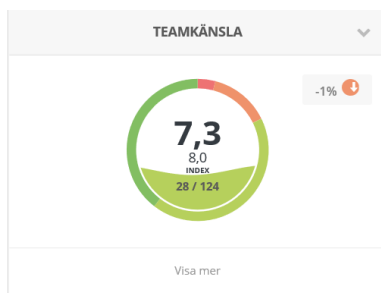 TEAMKÄNSLA
-1%
7,3
8,0
INDEX
28 / 124
Visa mer